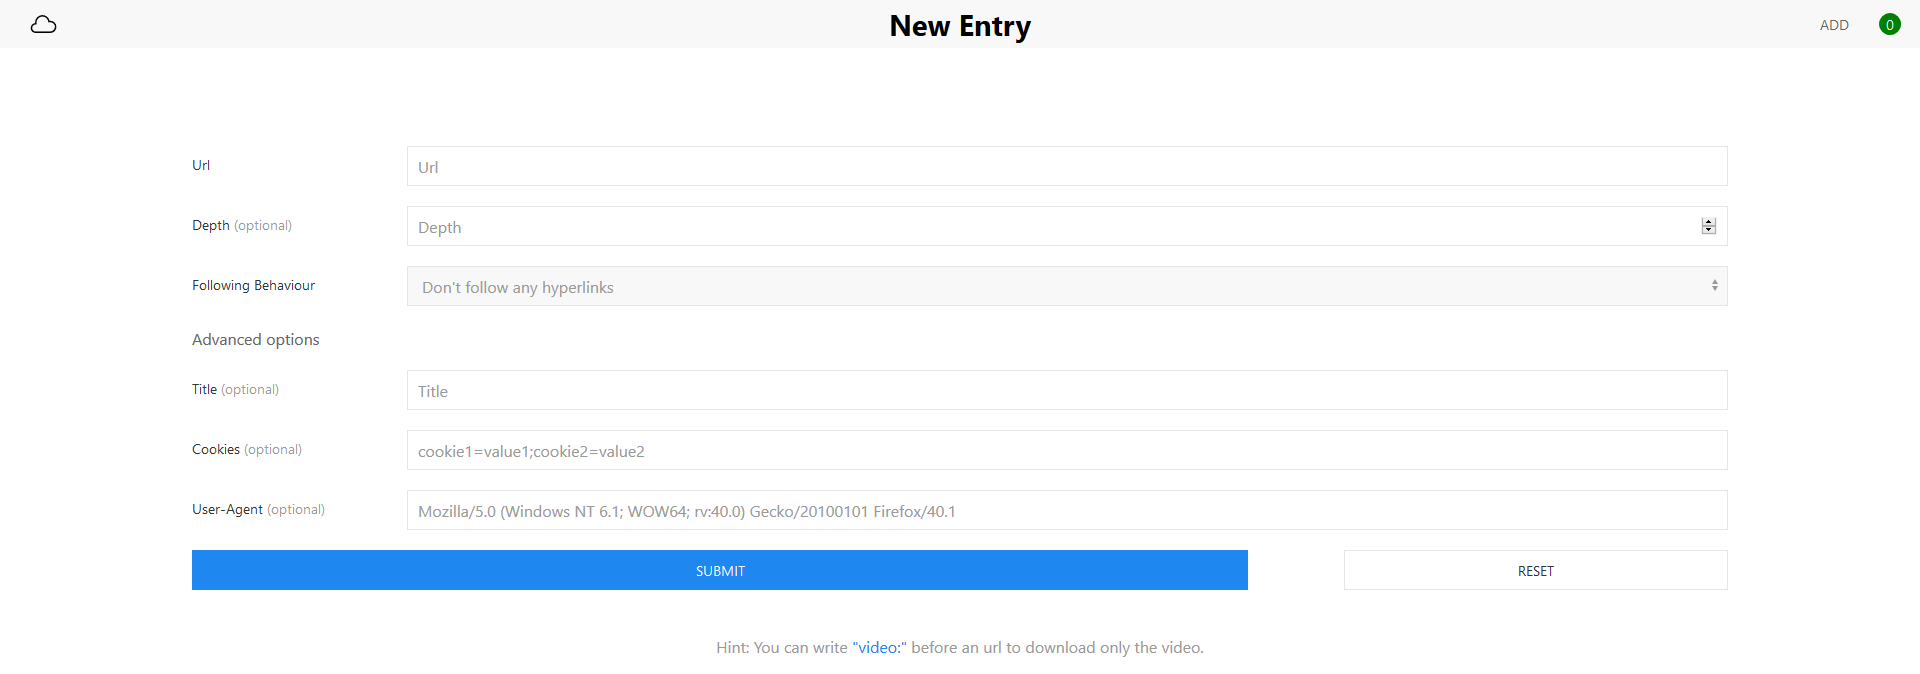 New Entry
ADD 0
Url Url
Depth (optional) Depth
Following Behaviour Don't follow any hyperlinks
Advanced options
Title (optional) Title
Cookies (optional) cookie1=value1;cookie2=value2
User-Agent (optional) Mozilla/5.0 (Windows NT 6.1; WOW64; rv:40.0) Gecko/20100101 Firefox/40.1
SUBMIT RESET
Hint: You can write "video:" before an url to download only the video.